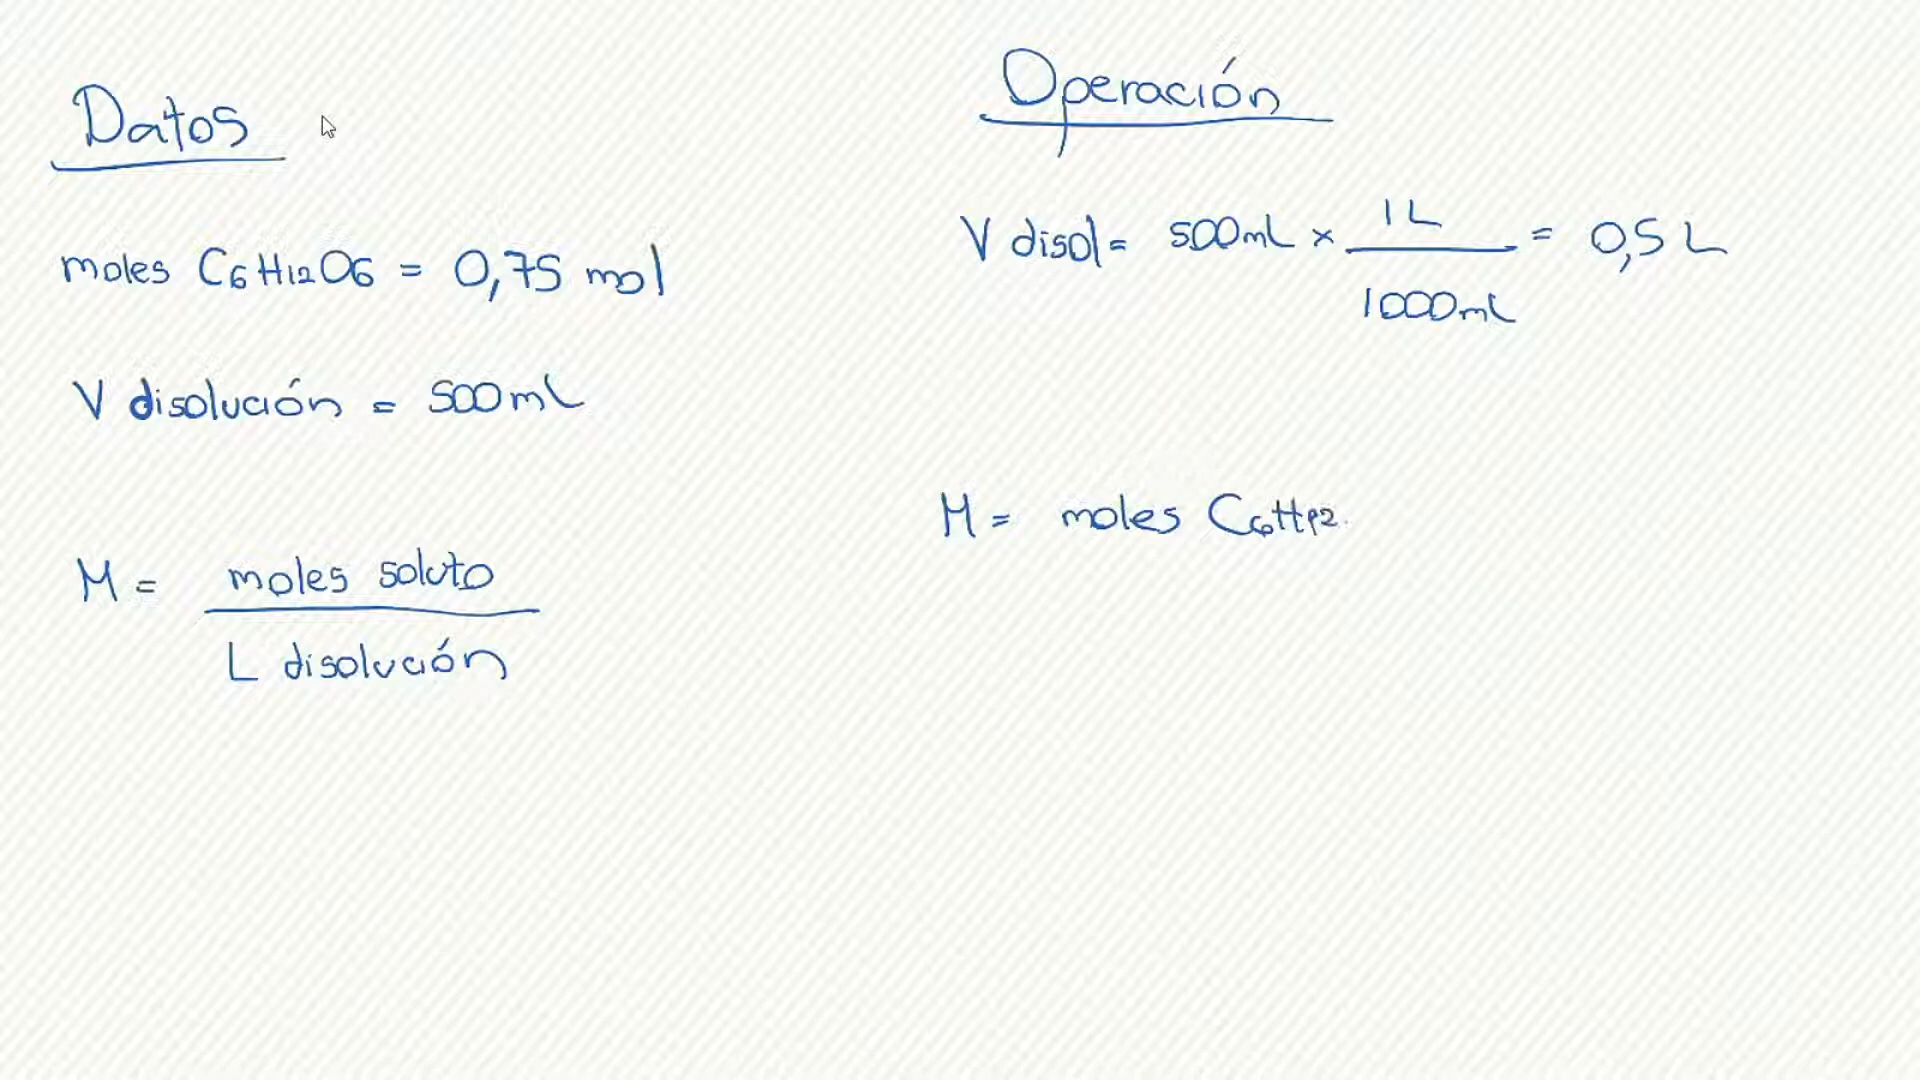 Datos
moles C6H12O6 = 0,75 mol
V disolución = 500mL
M = moles soluto
L disolución
Operación
V disol = 500mL x 1L = 0,5 L
1000mL
M = moles C6H12